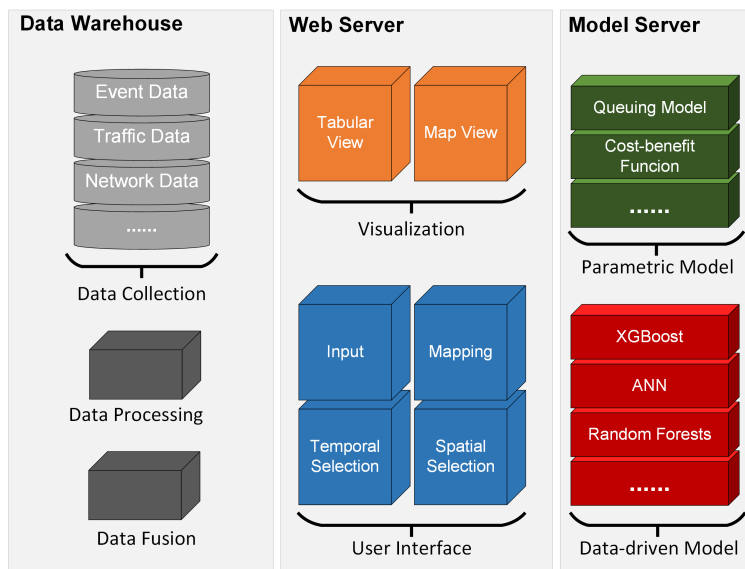 Data Warehouse
Event Data
Traffic Data
Network Data
......
Data Collection
Data Processing
Data Fusion
Web Server
Tabular
View
Map View
Visualization
Input
Mapping
Temporal
Selection
Spatial
Selection
User Interface
Model Server
Queuing Model
Cost-benefit
Funcion
......
Parametric Model
XGBoost
ANN
Random Forests
......
Data-driven Model